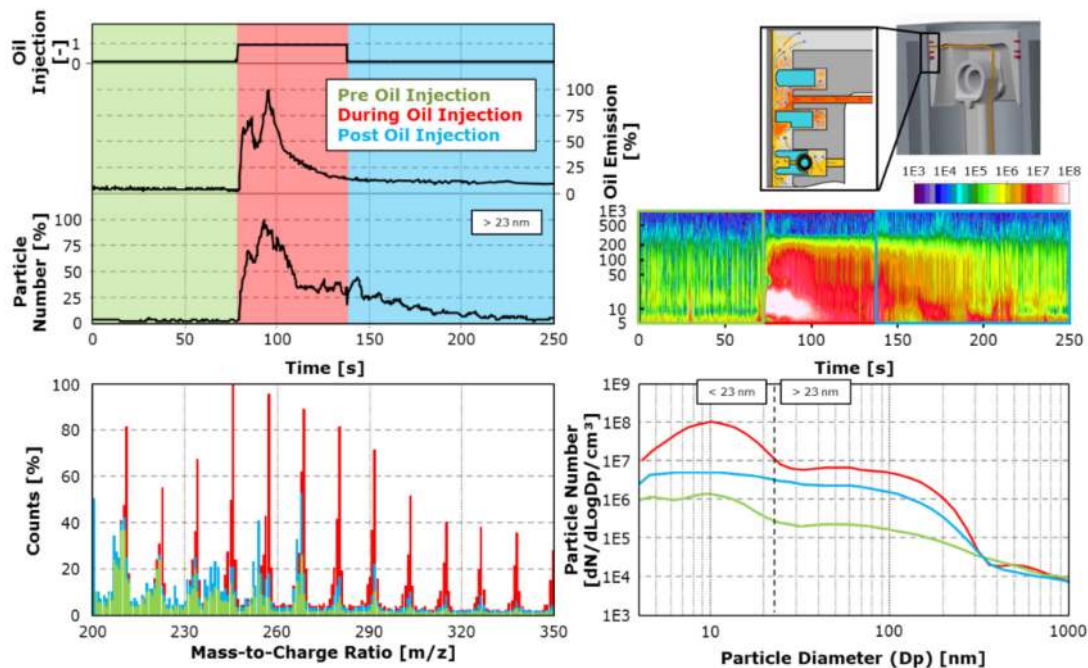 Oil
Injection
[-]
1
0
Pre Oil Injection
During Oil Injection
Post Oil Injection
100
75
50
25
0
Oil Emission
[%]
Particle
Number [%]
100
75
50
25
0
> 23 nm
0 50 100 150 200 250
Time [s]
1E3 1E4 1E5 1E6 1E7 1E8
1E3
500
200
100
50
10
5
0 50 100 150 200 250
Time [s]
Counts [%]
100
80
60
40
20
0
200 230 260 290 320 350
Mass-to-Charge Ratio [m/z]
Particle Number
[dN/dLogDp/cm³]
1E9
1E8
1E7
1E6
1E5
1E4
1E3
< 23 nm > 23 nm
10 100 1000
Particle Diameter (Dp) [nm]